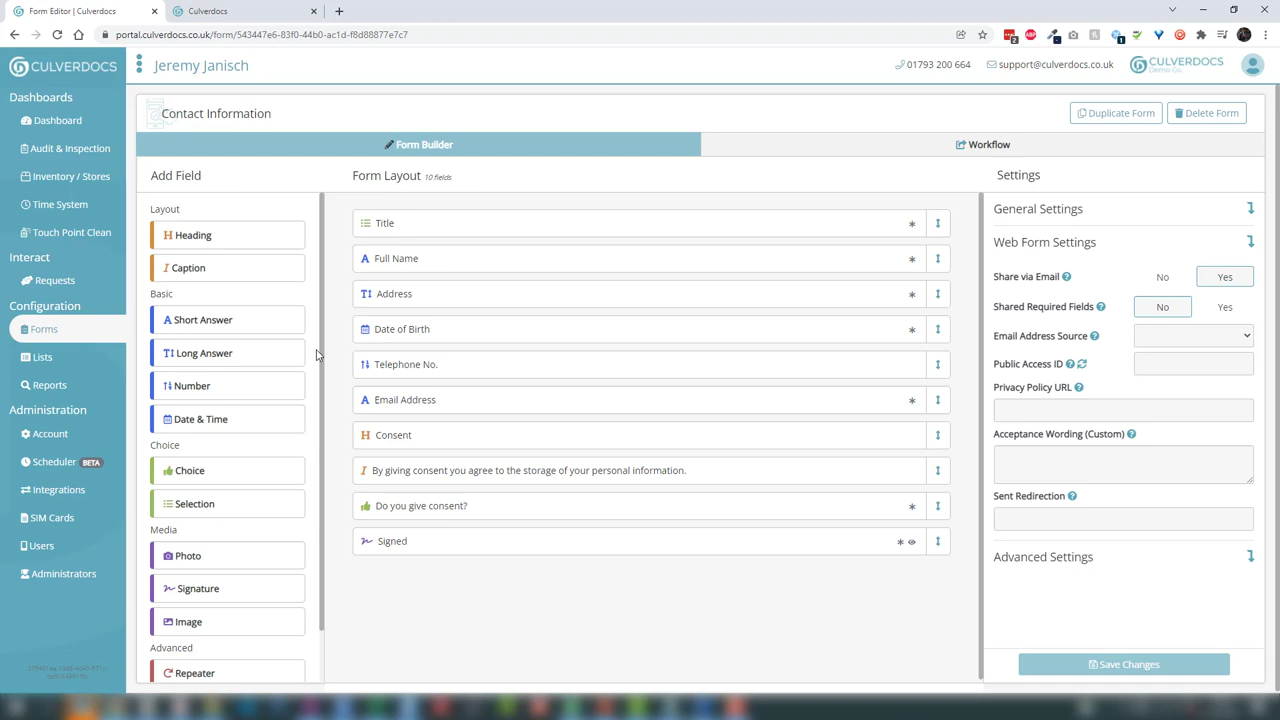 Form Editor | Culverdocs
Culverdocs
portal.culverdocs.co.uk/form/543447e6-83f0-44b0-ac1d-f8d88877e7c7
CULVERDOCS
Jeremy Janisch
01793 200 664
support@culverdocs.co.uk
CULVERDOCS
Demo Co.
Dashboards
Dashboard
Audit & Inspection
Inventory / Stores
Time System
Touch Point Clean
Interact
Requests
Configuration
Forms
Lists
Reports
Administration
Account
Scheduler BETA
Integrations
SIM Cards
Users
Administrators
Contact Information
Duplicate Form
Delete Form
Form Builder
Workflow
Add Field
Layout
Heading
Caption
Basic
Short Answer
Long Answer
Number
Date & Time
Choice
Choice
Selection
Media
Photo
Signature
Image
Advanced
Repeater
Form Layout 10 fields
Title
Full Name
Address
Date of Birth
Telephone No.
Email Address
Consent
By giving consent you agree to the storage of your personal information.
Do you give consent?
Signed
Settings
General Settings
Web Form Settings
Share via Email No Yes
Shared Required Fields No Yes
Email Address Source
Public Access ID
Privacy Policy URL
Acceptance Wording (Custom)
Sent Redirection
Advanced Settings
Save Changes